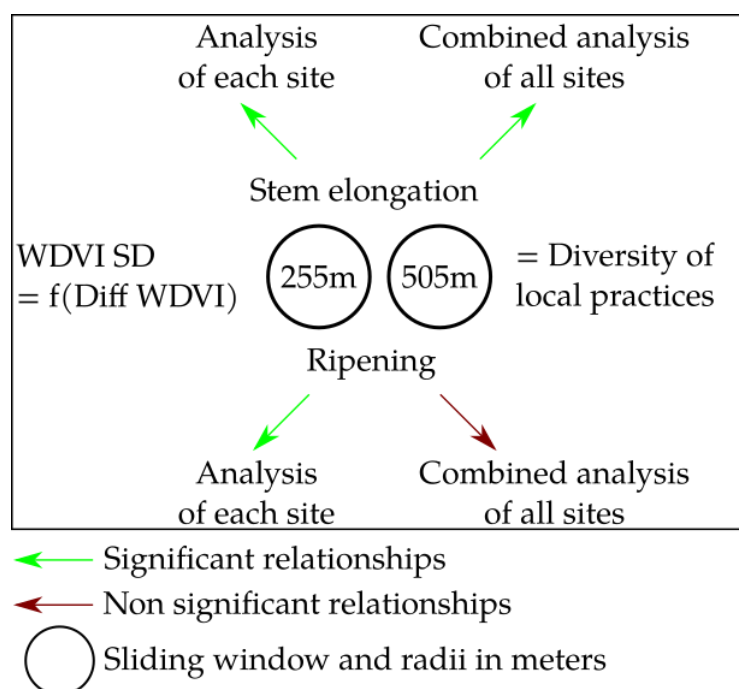 Analysis
of each site
Combined analysis
of all sites
Stem elongation
WDVI SD
= f(Diff WDVI)
255m
505m
= Diversity of
local practices
Ripening
Analysis
of each site
Combined analysis
of all sites
Significant relationships
Non significant relationships
Sliding window and radii in meters